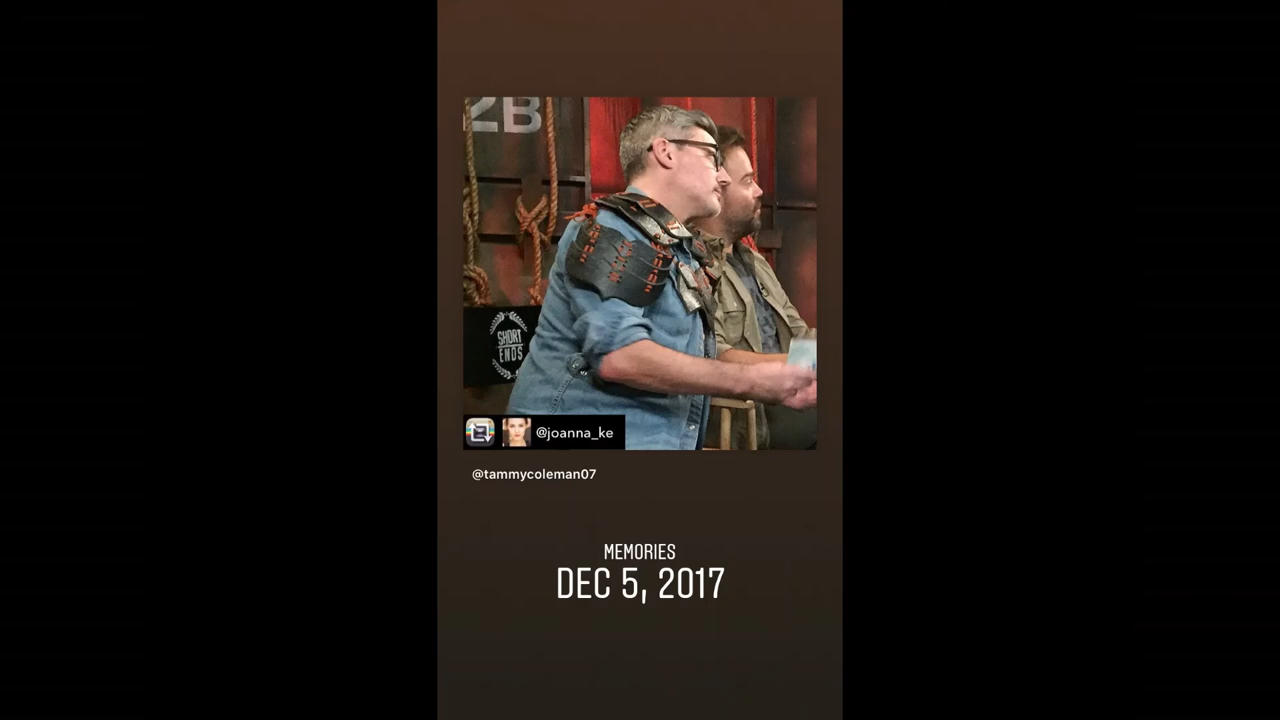 2B
SHORT
ENDS
@joanna_ke
@tammycoleman07
MEMORIES
DEC 5, 2017